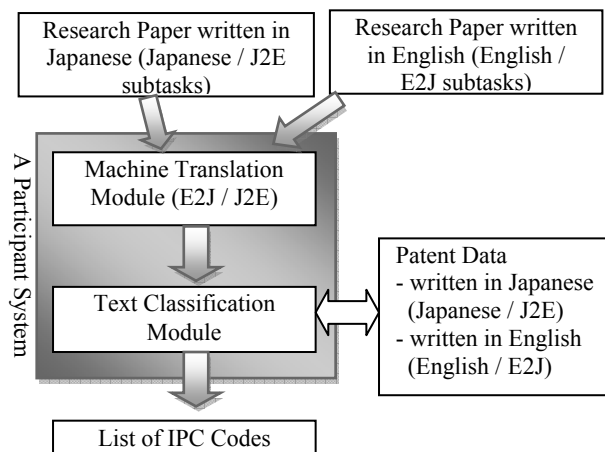 Research Paper written
in Japanese (Japanese / J2E
subtasks)
Research Paper written
in English (English /
E2J subtasks)
A Participant System
Machine Translation
Module (E2J / J2E)
Text Classification
Module
Patent Data
- written in Japanese
(Japanese / J2E)
- written in English
(English / E2J)
List of IPC Codes